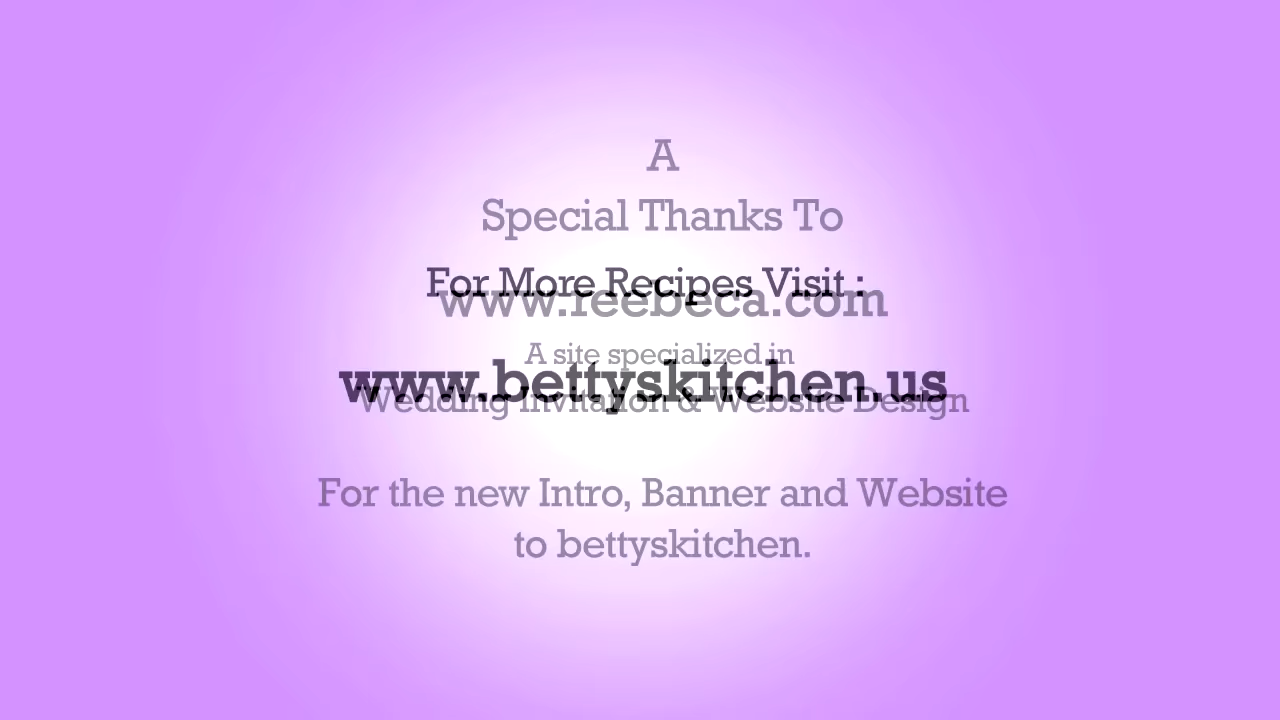 A
Special Thanks To
For More Recipes Visit :
www.reebeca.com
A site specialized in
www.bettyskitchen.us
Wedding Invitation & Website Design
For the new Intro, Banner and Website
to bettyskitchen.